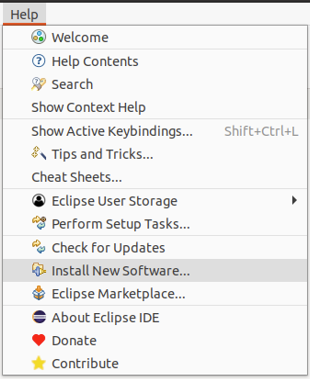 Help
Welcome
Help Contents
Search
Show Context Help
Show Active Keybindings... Shift+Ctrl+L
Tips and Tricks...
Cheat Sheets...
Eclipse User Storage
Perform Setup Tasks...
Check for Updates
Install New Software...
Eclipse Marketplace...
About Eclipse IDE
Donate
Contribute